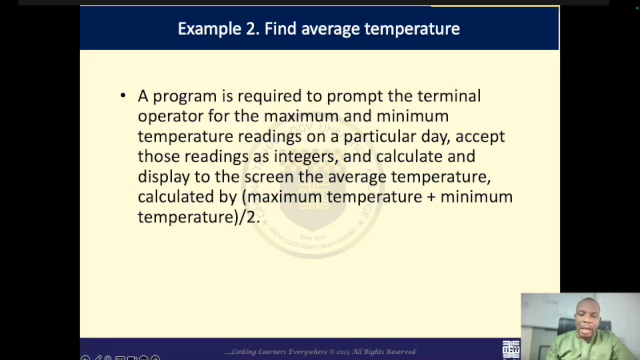 Example 2. Find average temperature
• A program is required to prompt the terminal
operator for the maximum and minimum
temperature readings on a particular day, accept
those readings as integers, and calculate and
display to the screen the average temperature,
calculated by (maximum temperature + minimum
temperature)/2.
...Linking Learners Everywhere © 2035 All Rights Reserved